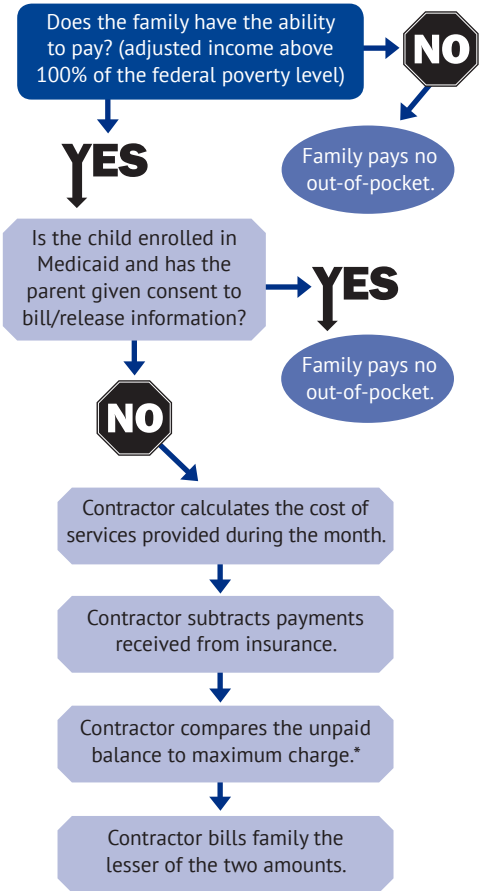 Does the family have the ability
to pay? (adjusted income above
100% of the federal poverty level)
NO
Family pays no
out-of-pocket.
YES
Is the child enrolled in
Medicaid and has the
parent given consent to
bill/release information?
YES
Family pays no
out-of-pocket.
NO
Contractor calculates the cost of
services provided during the month.
Contractor subtracts payments
received from insurance.
Contractor compares the unpaid
balance to maximum charge.*
Contractor bills family the
lesser of the two amounts.